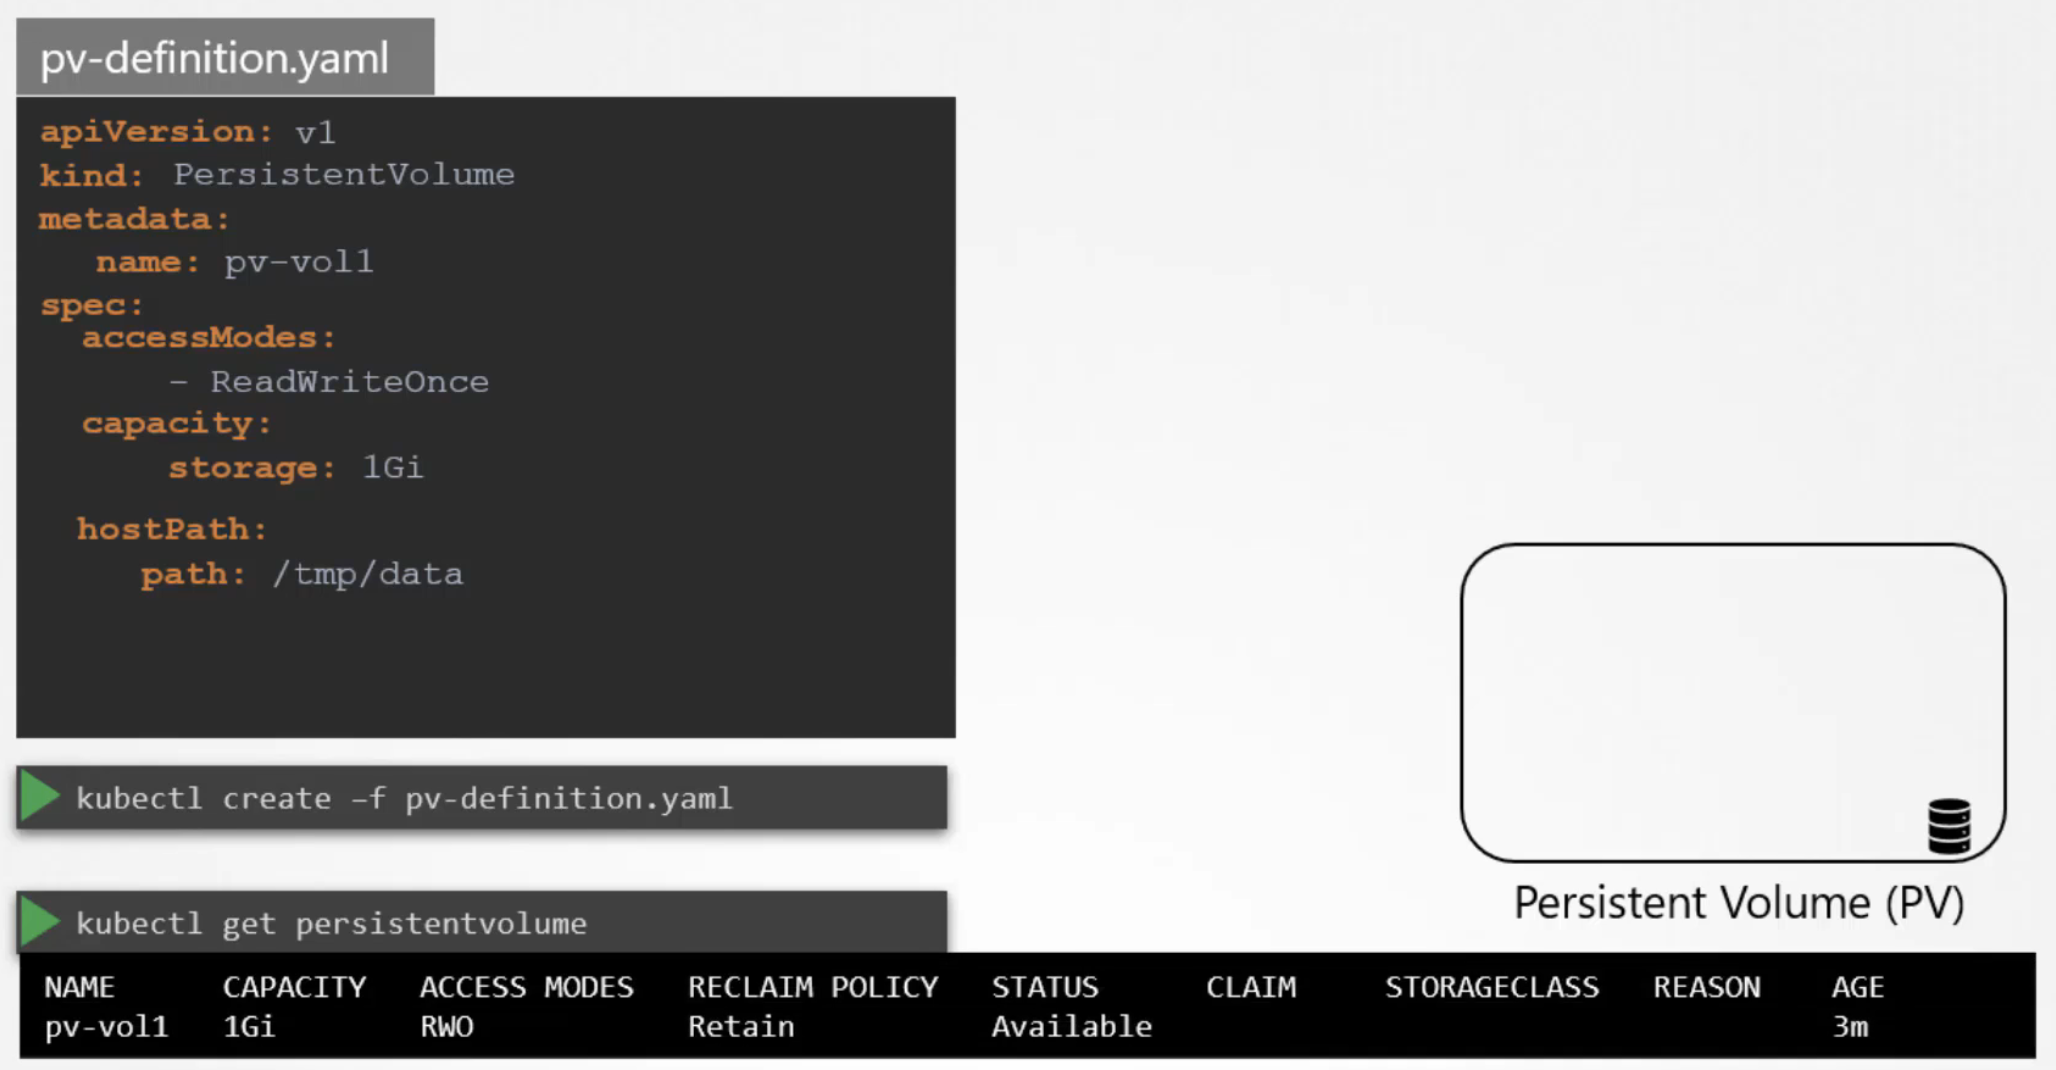 pv-definition.yaml
apiVersion: v1
kind: PersistentVolume
metadata:
name: pv-vol1
spec:
accessModes:
- ReadWriteOnce
capacity:
storage: 1Gi
hostPath:
path: /tmp/data
kubectl create –f pv-definition.yaml
kubectl get persistentvolume
Persistent Volume (PV)
NAME CAPACITY ACCESS MODES RECLAIM POLICY STATUS CLAIM STORAGECLASS REASON AGE
pv-vol1 1Gi RWO Retain Available 3m